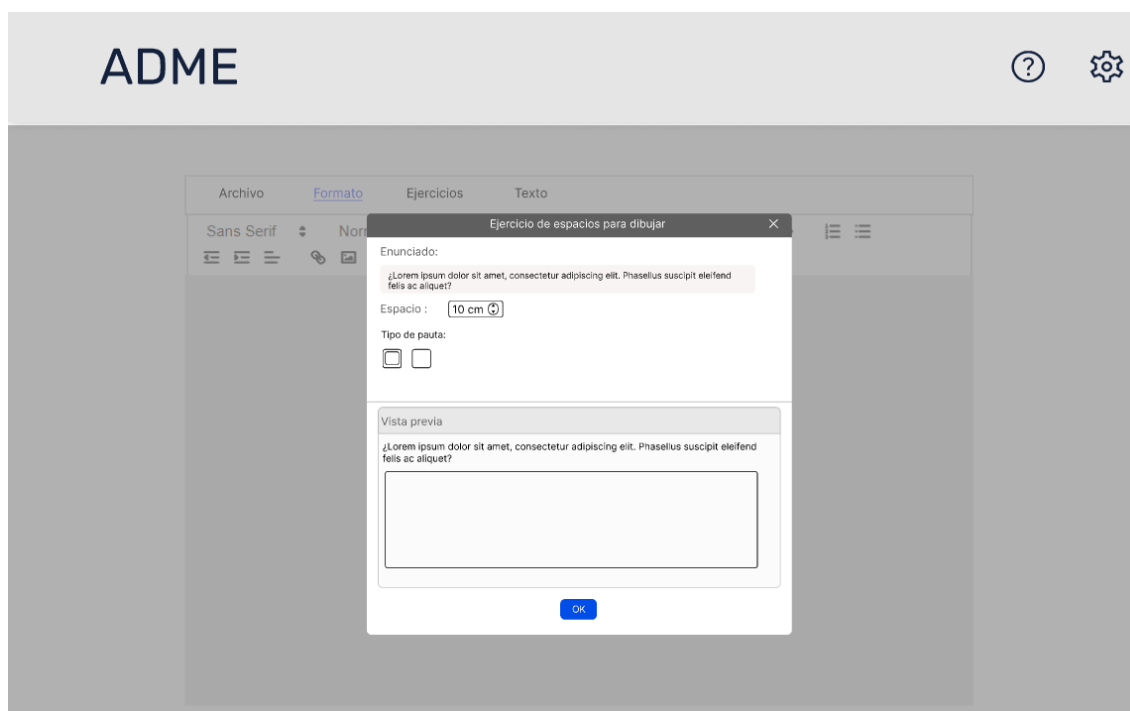 ADME
Archivo Formato Ejercicios Texto
Sans Serif
Ejercicio de espacios para dibujar
Enunciado:
¿Lorem ipsum dolor sit amet, consectetur adipiscing elit. Phasellus suscipit eleifend
felis ac aliquet?
Espacio : 10 cm
Tipo de pauta:
Vista previa
¿Lorem ipsum dolor sit amet, consectetur adipiscing elit. Phasellus suscipit eleifend
felis ac aliquet?
OK